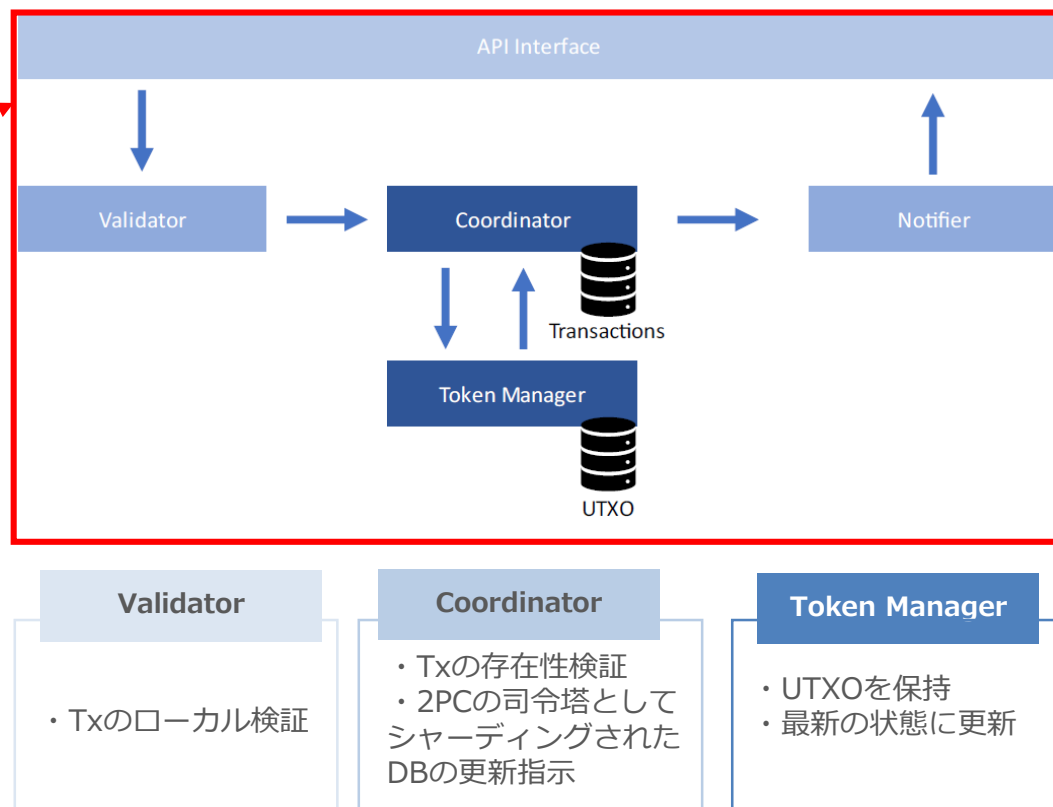 API Interface
Validator
Coordinator
Notifier
Transactions
Token Manager
UTXO
Validator
・Txのローカル検証
Coordinator
・Txの存在性検証
・2PCの司令塔として
シャーディングされた
DBの更新指示
Token Manager
・UTXOを保持
・最新の状態に更新